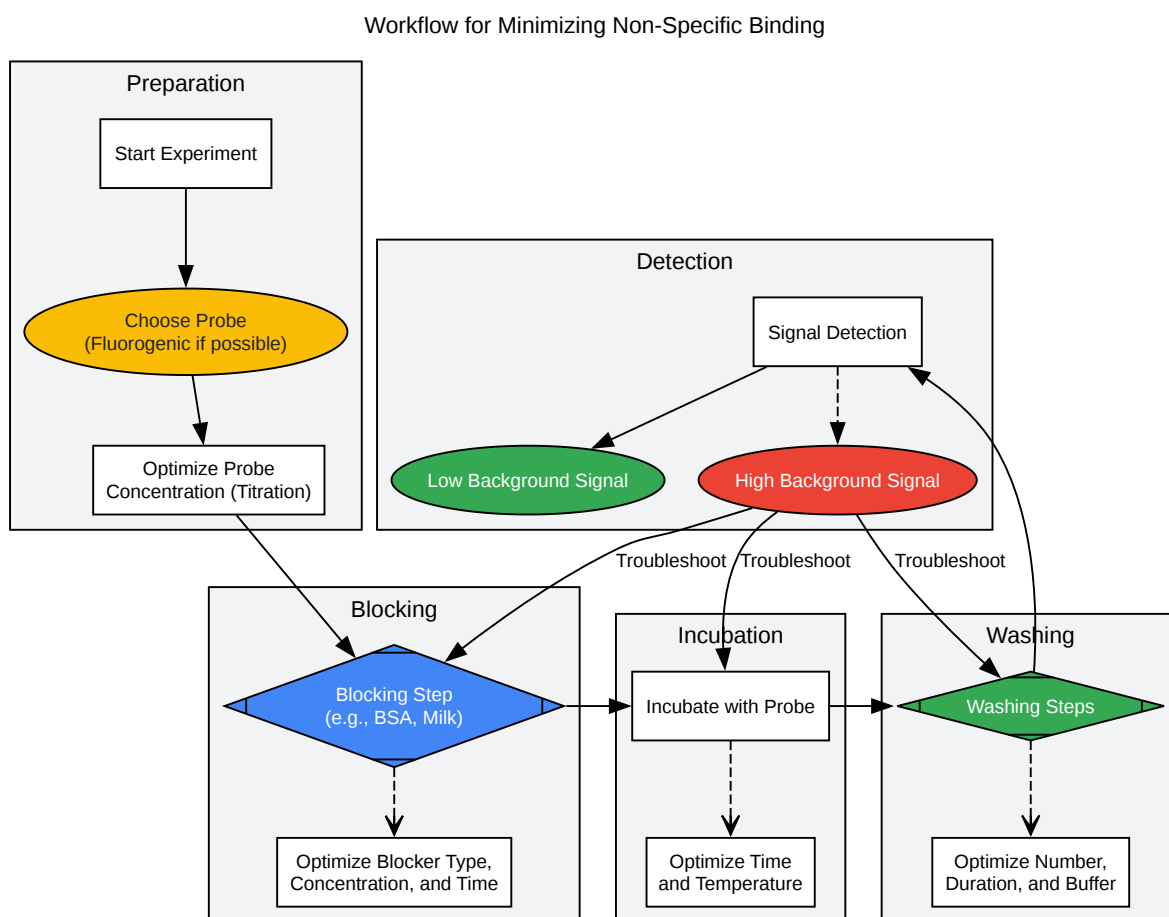 Workflow for Minimizing Non-Specific Binding
Preparation
Start Experiment
Choose Probe
(Fluorogenic if possible)
Optimize Probe
Concentration (Titration)
Detection
Signal Detection
Low Background Signal
High Background Signal
Troubleshoot
Troubleshoot
Troubleshoot
Blocking
Blocking Step
(e.g., BSA, Milk)
Optimize Blocker Type,
Concentration, and Time
Incubation
Incubate with Probe
Optimize Time
and Temperature
Washing
Washing Steps
Optimize Number,
Duration, and Buffer